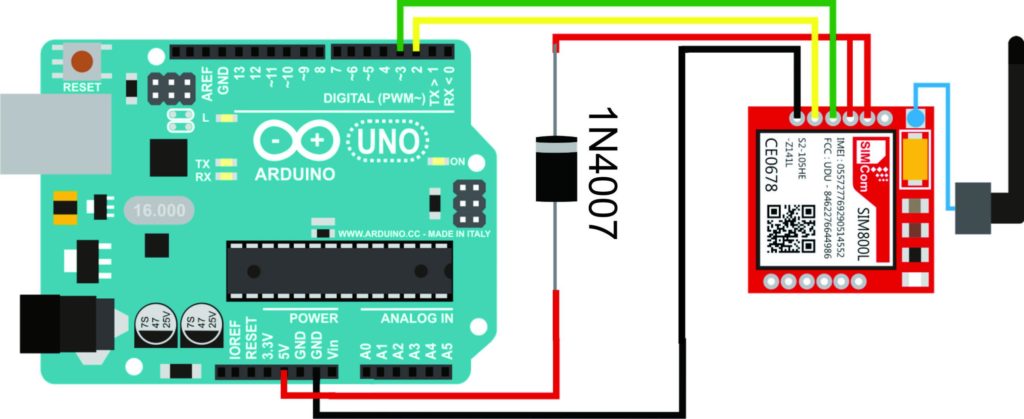 RESET
AREF
GND
13
12
~11
~10
~9
8
7
~6
~5
4
~3
2
TX > 1
RX < 0
DIGITAL (PWM~)
L
TX
RX
UNO
ARDUINO
ON
16.000
WWW.ARDUINO.CC - MADE IN ITALY
7S
47
25V
7S
47
25V
POWER
ANALOG IN
IOREF
RESET
3.3V
5V
GND
GND
Vin
A0
A1
A2
A3
A4
A5
1N4007
SIMCom
SIM800L
IMEI : 055727769290514552
FCC : UDU - 8462276644986
S2-105HE
-Z141L
CE0678